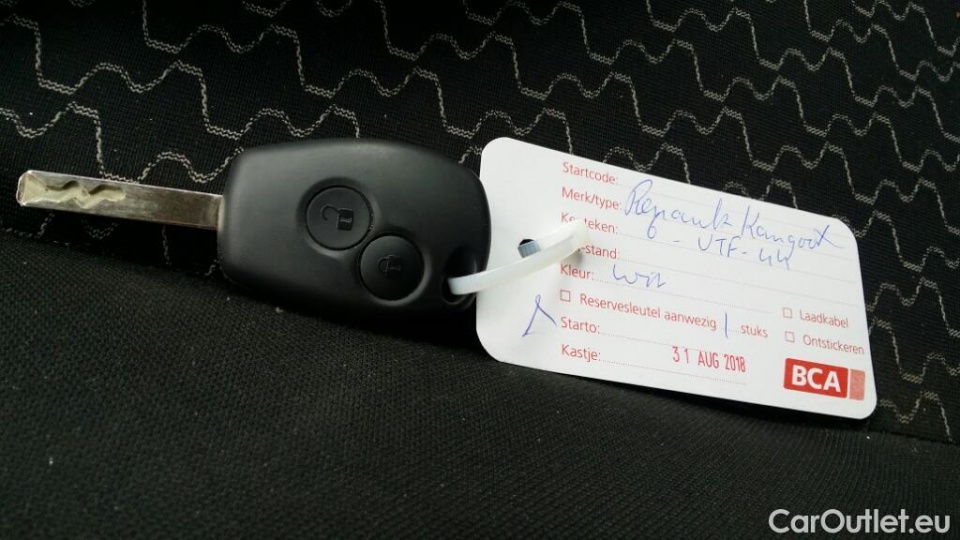 Startcode:
Merk/type: Renault Kangoo
Kenteken: - VTF - 44
-stand:
Kleur: Wit
Reservesleutel aanwezig 1 stuks
Laadkabel
Starto:
Ontstickeren
Kastje: 31 AUG 2018
BCA
CarOutlet.eu